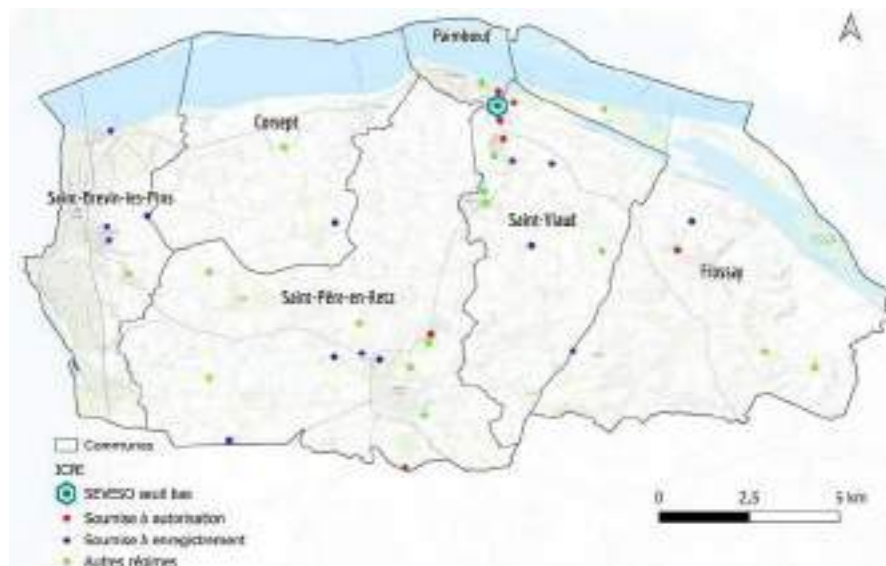 Paimbœuf
Corsept
Saint-Brevin-les-Pins
Saint-Viaud
Frossay
Saint-Père-en-Retz
Communes
ICPE
SEVESO seuil bas
Soumise à autorisation
Soumise à enregistrement
Autres régimes
0 2,5 5 km